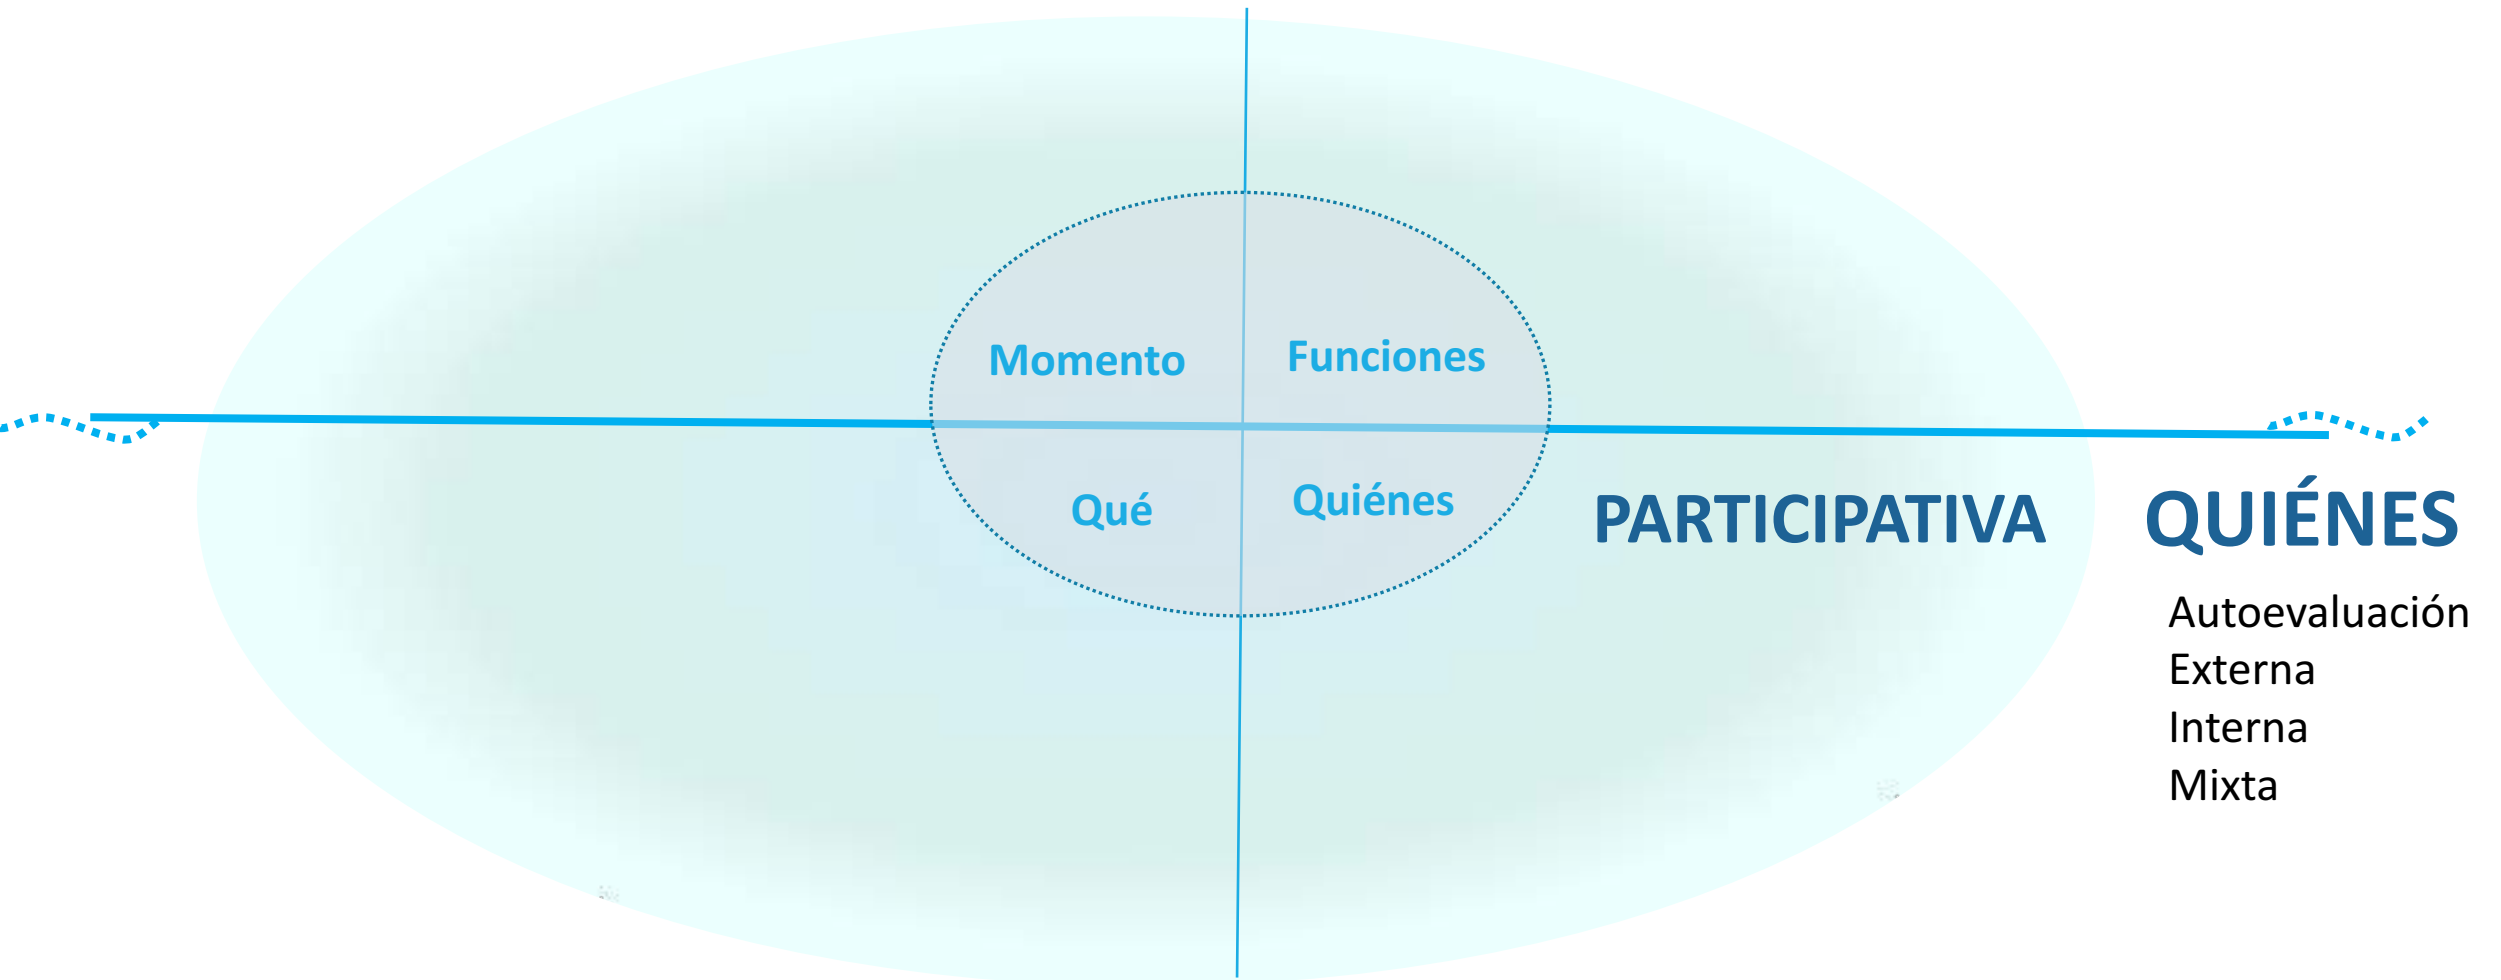 Momento
Funciones
Qué
Quiénes
PARTICIPATIVA
QUIÉNES
Autoevaluación
Externa
Interna
Mixta